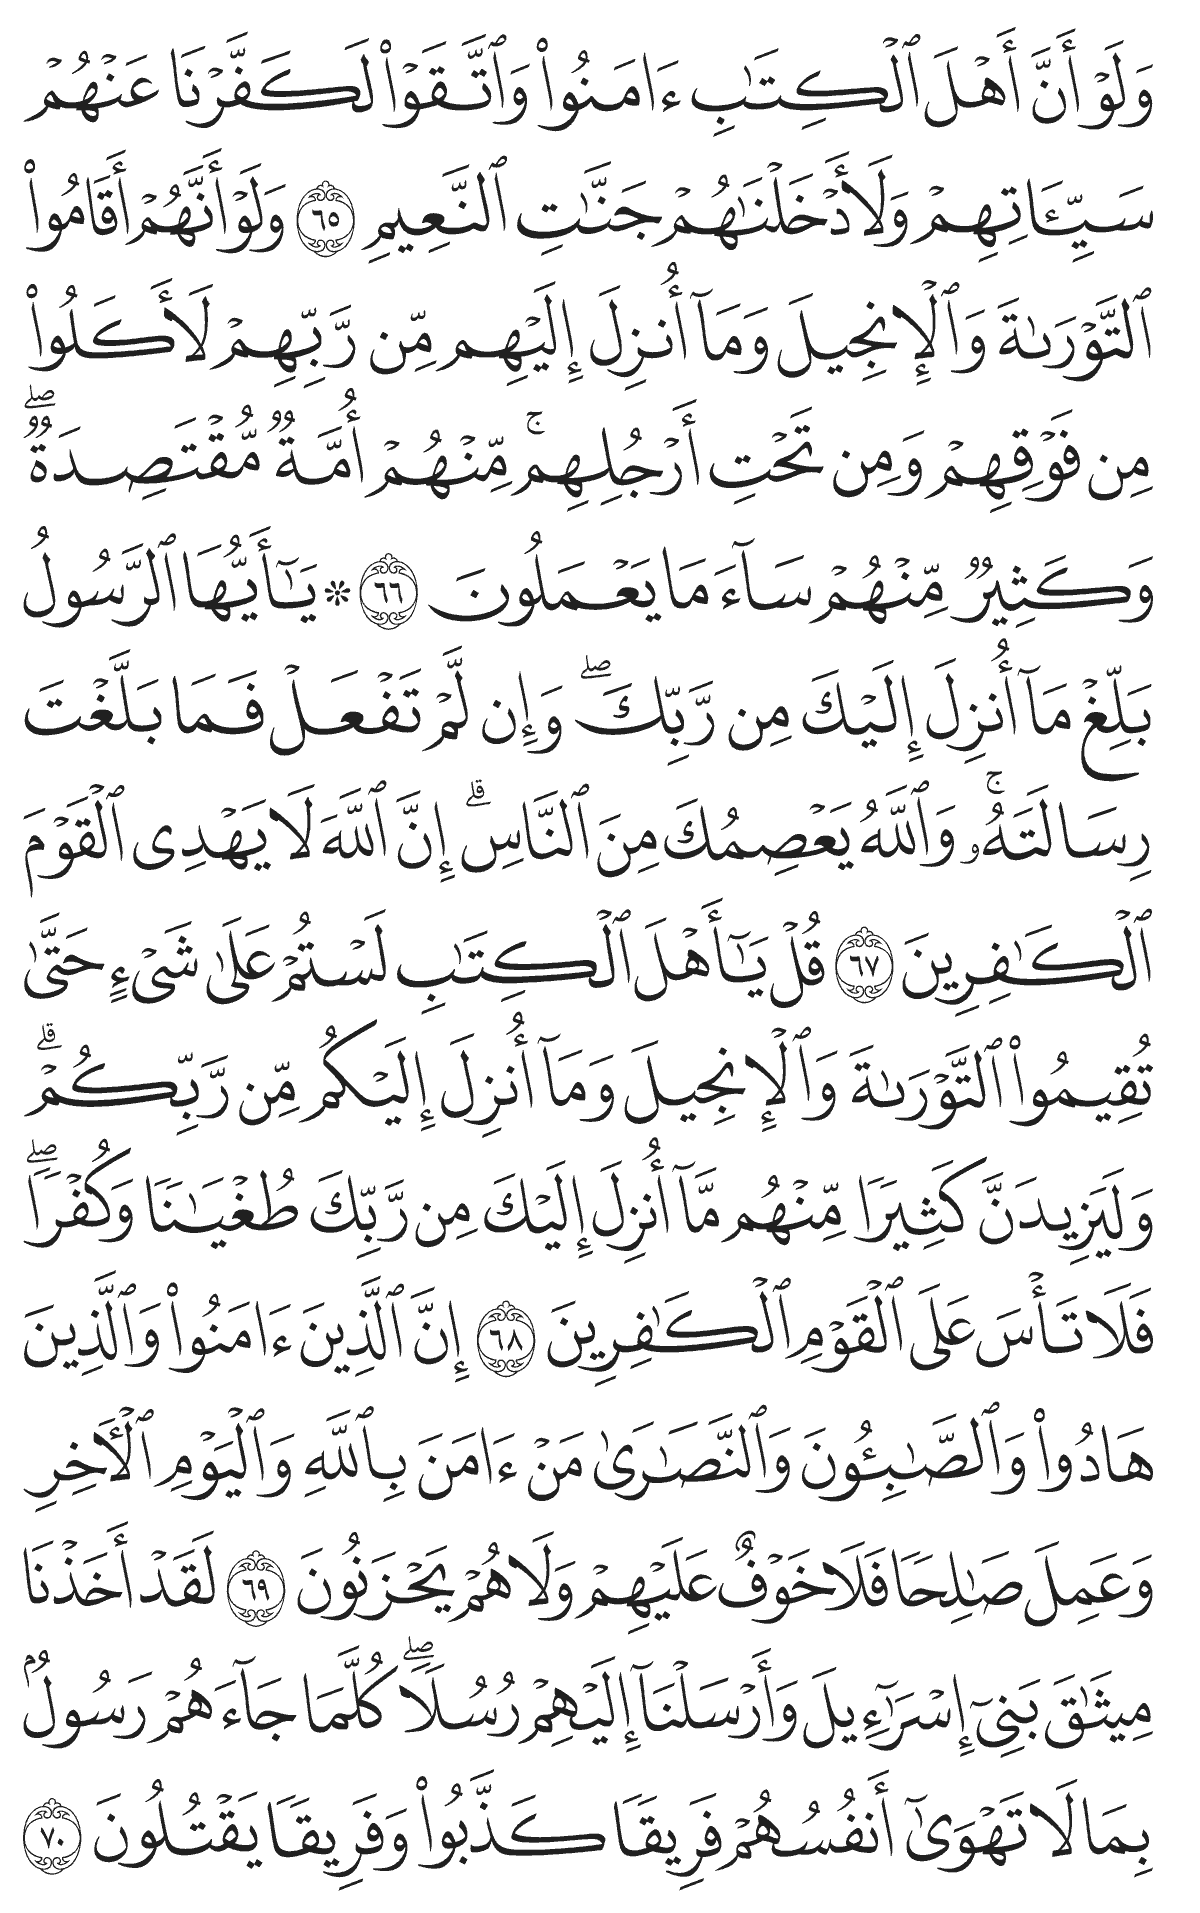 وَلَوۡ أَنَّ أَهۡلَ ٱلۡكِتَٰبِ ءَامَنُواْ وَٱتَّقَوۡاْ لَكَفَّرۡنَا عَنۡهُمۡ
سَيِّـَٔاتِهِمۡ وَلَأَدۡخَلۡنَٰهُمۡ جَنَّٰتِ ٱلنَّعِيمِ ٦٥ وَلَوۡ أَنَّهُمۡ أَقَامُواْ
ٱلتَّوۡرَىٰةَ وَٱلۡإِنجِيلَ وَمَآ أُنزِلَ إِلَيۡهِم مِّن رَّبِّهِمۡ لَأَكَلُواْ
مِن فَوۡقِهِمۡ وَمِن تَحۡتِ أَرۡجُلِهِمۚ مِّنۡهُمۡ أُمَّةٞ مُّقۡتَصِدَةٞۖ
وَكَثِيرٞ مِّنۡهُمۡ سَآءَ مَا يَعۡمَلُونَ ٦٦ ۞ يَٰٓأَيُّهَا ٱلرَّسُولُ
بَلِّغۡ مَآ أُنزِلَ إِلَيۡكَ مِن رَّبِّكَۖ وَإِن لَّمۡ تَفۡعَلۡ فَمَا بَلَّغۡتَ
رِسَالَتَهُۥۚ وَٱللَّهُ يَعۡصِمُكَ مِنَ ٱلنَّاسِۗ إِنَّ ٱللَّهَ لَا يَهۡدِي ٱلۡقَوۡمَ
ٱلۡكَٰفِرِينَ ٦٧ قُلۡ يَٰٓأَهۡلَ ٱلۡكِتَٰبِ لَسۡتُمۡ عَلَىٰ شَيۡءٍ حَتَّىٰ
تُقِيمُواْ ٱلتَّوۡرَىٰةَ وَٱلۡإِنجِيلَ وَمَآ أُنزِلَ إِلَيۡكُم مِّن رَّبِّكُمۡۗ
وَلَيَزِيدَنَّ كَثِيرٗا مِّنۡهُم مَّآ أُنزِلَ إِلَيۡكَ مِن رَّبِّكَ طُغۡيَٰنٗا وَكُفۡرٗاۖ
فَلَا تَأۡسَ عَلَى ٱلۡقَوۡمِ ٱلۡكَٰفِرِينَ ٦٨ إِنَّ ٱلَّذِينَ ءَامَنُواْ وَٱلَّذِينَ
هَادُواْ وَٱلصَّٰبِـُٔونَ وَٱلنَّصَٰرَىٰ مَنۡ ءَامَنَ بِٱللَّهِ وَٱلۡيَوۡمِ ٱلۡأٓخِرِ
وَعَمِلَ صَٰلِحٗا فَلَا خَوۡفٌ عَلَيۡهِمۡ وَلَا هُمۡ يَحۡزَنُونَ ٦٩ لَقَدۡ أَخَذۡنَا
مِيثَٰقَ بَنِيٓ إِسۡرَٰٓءِيلَ وَأَرۡسَلۡنَآ إِلَيۡهِمۡ رُسُلٗاۖ كُلَّمَا جَآءَهُمۡ رَسُولُۢ
بِمَا لَا تَهۡوَىٰٓ أَنفُسُهُمۡ فَرِيقٗا كَذَّبُواْ وَفَرِيقٗا يَقۡتُلُونَ ٧٠